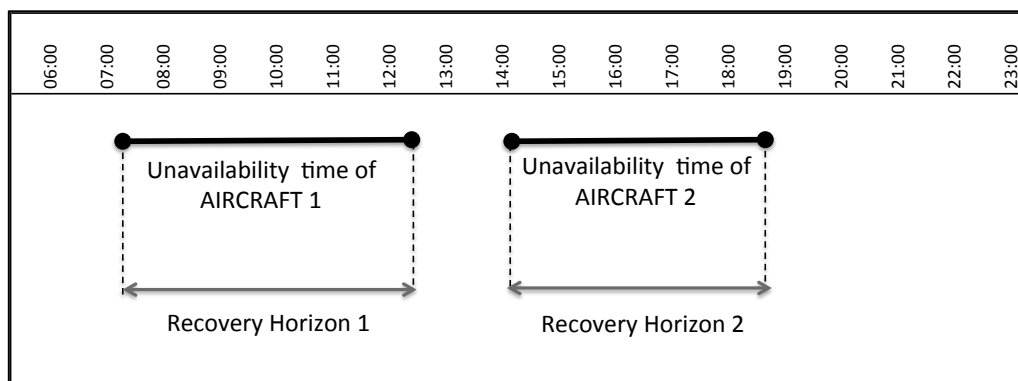 06:00 07:00 08:00 09:00 10:00 11:00 12:00 13:00 14:00 15:00 16:00 17:00 18:00 19:00 20:00 21:00 22:00 23:00
Unavailability time of
AIRCRAFT 1
Unavailability time of
AIRCRAFT 2
Recovery Horizon 1
Recovery Horizon 2